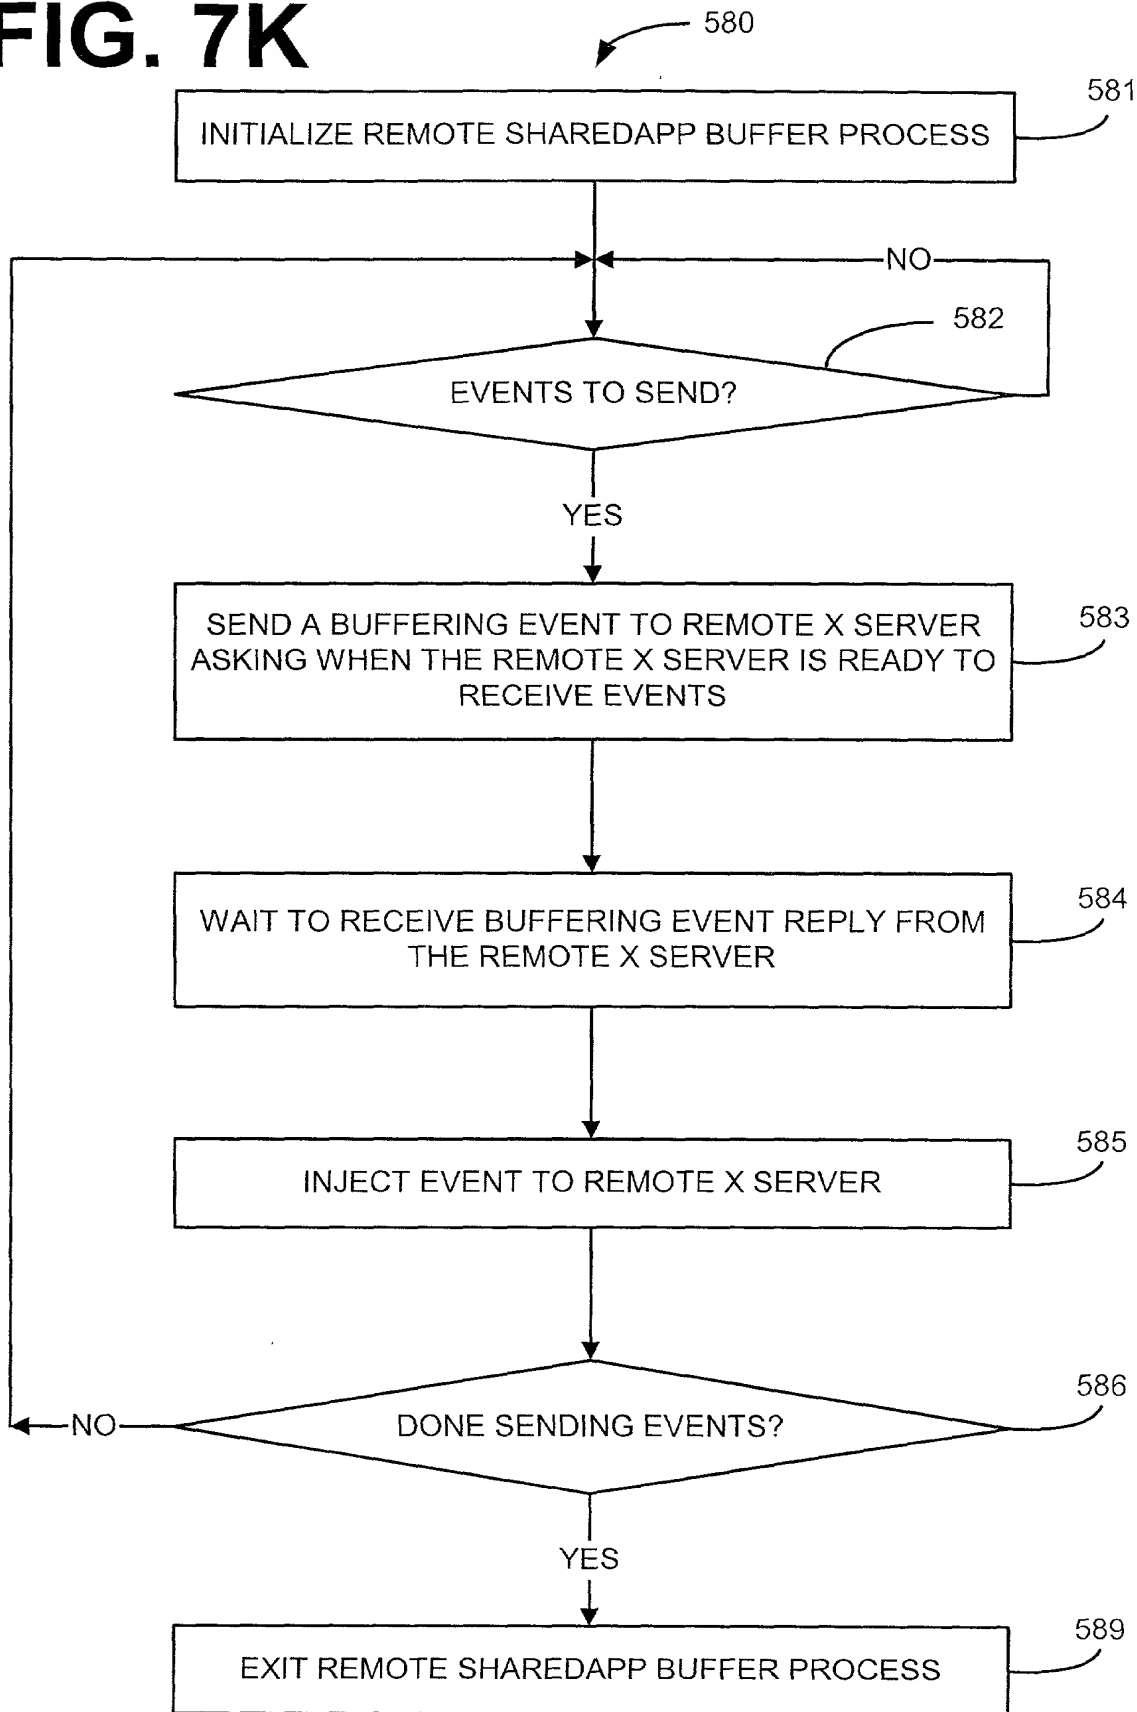 FIG. 7K
580
581
INITIALIZE REMOTE SHAREDAPP BUFFER PROCESS
NO
582
EVENTS TO SEND?
YES
583
SEND A BUFFERING EVENT TO REMOTE X SERVER
ASKING WHEN THE REMOTE X SERVER IS READY TO
RECEIVE EVENTS
584
WAIT TO RECEIVE BUFFERING EVENT REPLY FROM
THE REMOTE X SERVER
585
INJECT EVENT TO REMOTE X SERVER
586
NO
DONE SENDING EVENTS?
YES
589
EXIT REMOTE SHAREDAPP BUFFER PROCESS